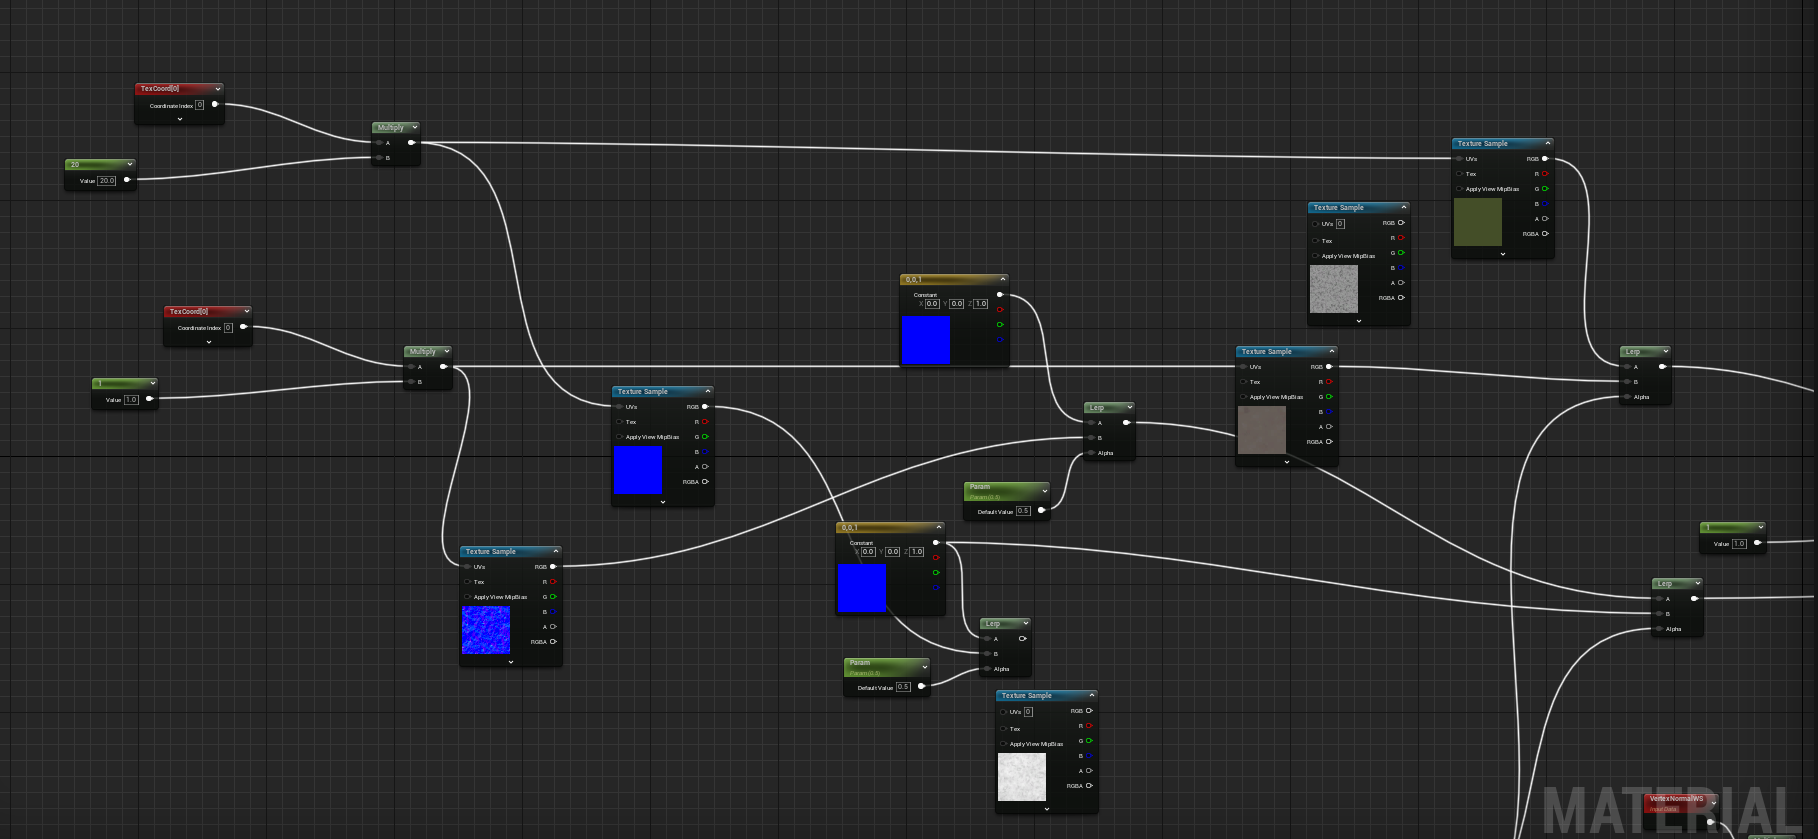 TexCoord[0]
Coordinate Index 0
20
Value 20.0
Multiply
A
B
Texture Sample
UVs RGB
Tex R
Apply View MipBias G
B
A
RGBA
Texture Sample
UVs 0 RGB
Tex R
Apply View MipBias G
B
A
RGBA
TexCoord[0]
Coordinate Index 0
1
Value 1.0
Multiply
A
B
0,0,1
Constant
X 0.0 Y 0.0 Z 1.0
Texture Sample
UVs RGB
Tex R
Apply View MipBias G
B
A
RGBA
Lerp
A
B
Alpha
Texture Sample
UVs RGB
Tex R
Apply View MipBias G
B
A
RGBA
Lerp
A
B
Alpha
Param
Param (0.5)
Default Value 0.5
Texture Sample
UVs RGB
Tex R
Apply View MipBias G
B
A
RGBA
0,0,1
Constant
X 0.0 Y 0.0 Z 1.0
1
Value 1.0
Lerp
A
B
Alpha
Lerp
A
B
Alpha
Param
Param (0.5)
Default Value 0.5
Texture Sample
UVs 0 RGB
Tex R
Apply View MipBias G
B
A
RGBA
VertexNormalWS
Input Data
MATERIAL